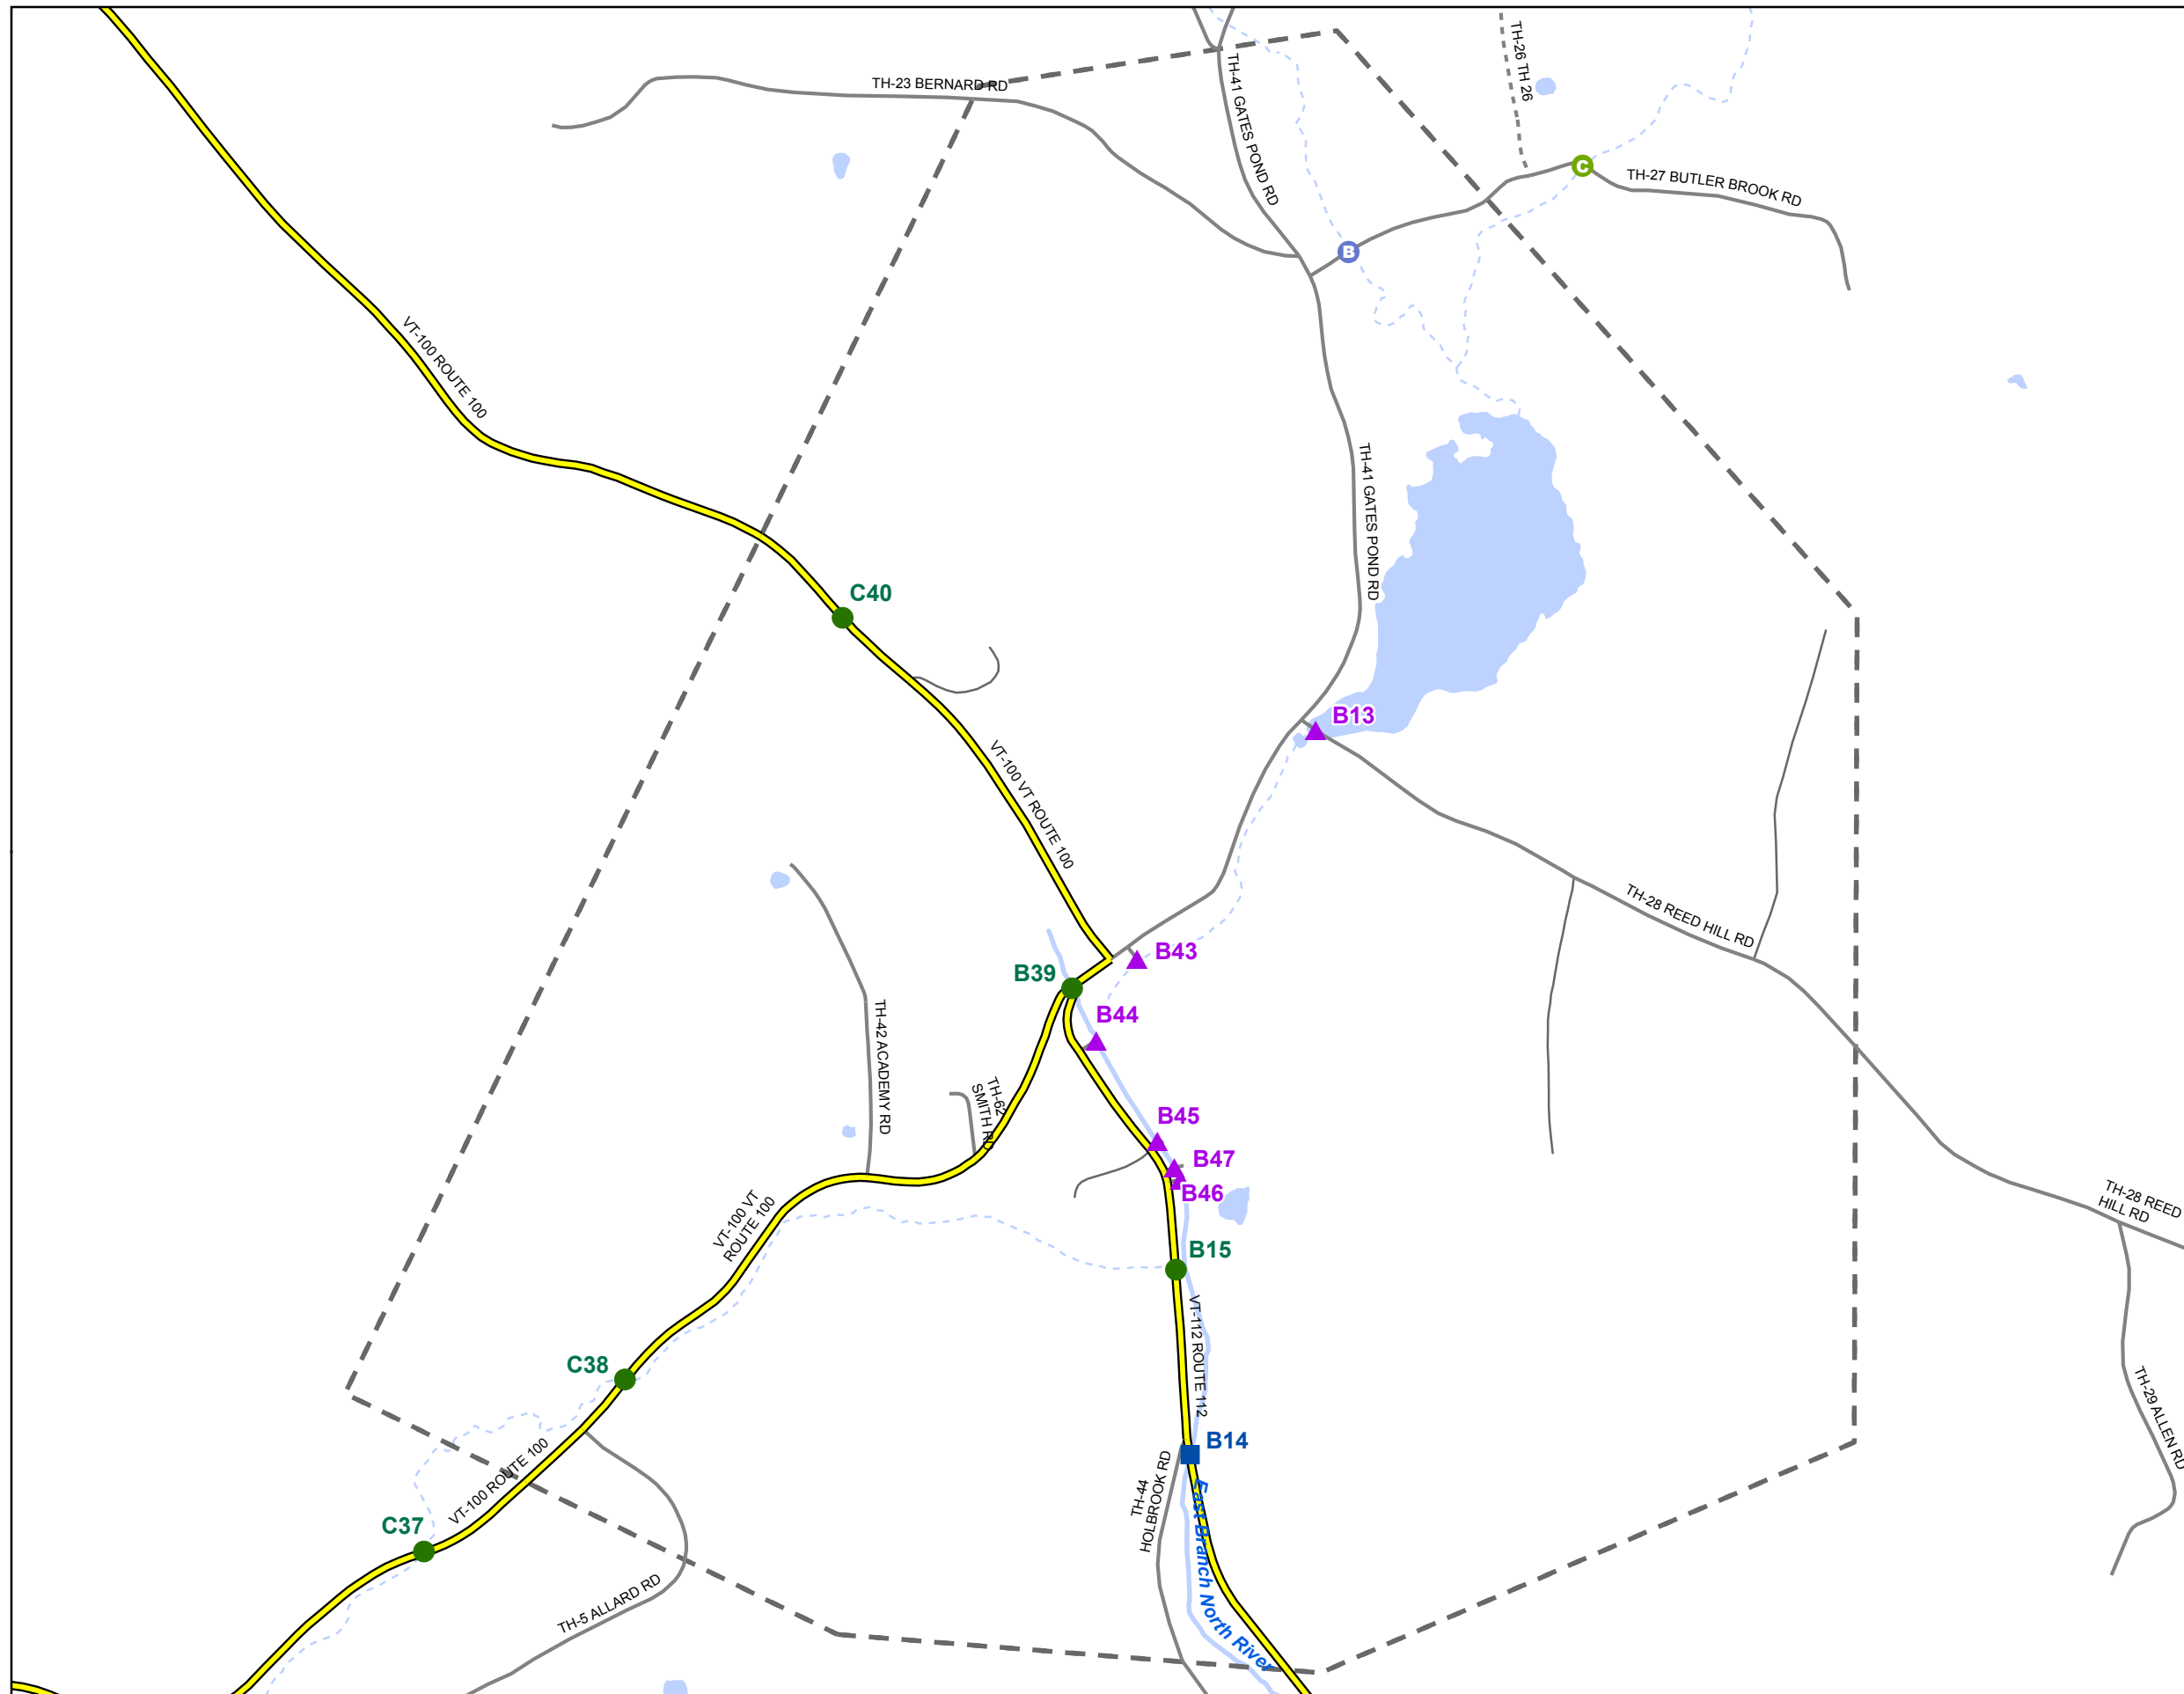 TH-26 TH 26
TH-23 BERNARD RD
TH-41 GATES POND RD
C
TH-27 BUTLER BROOK RD
B
VT-100 ROUTE 100
TH-41 GATES POND RD
C40
B13
VT-100 VT ROUTE 100
TH-28 REED HILL RD
B43
B39
B44
TH-42 ACADEMY RD
TH-62
SMITH RD
B45
B47
B46
TH-28 REED
HILL RD
VT-100 VT
ROUTE 100
B15
VT-112 ROUTE 112
C38
TH-29 ALLEN RD
B14
VT-100 ROUTE 100
TH-44
HOLBROOK RD
C37
East Branch North River
TH-5 ALLARD RD